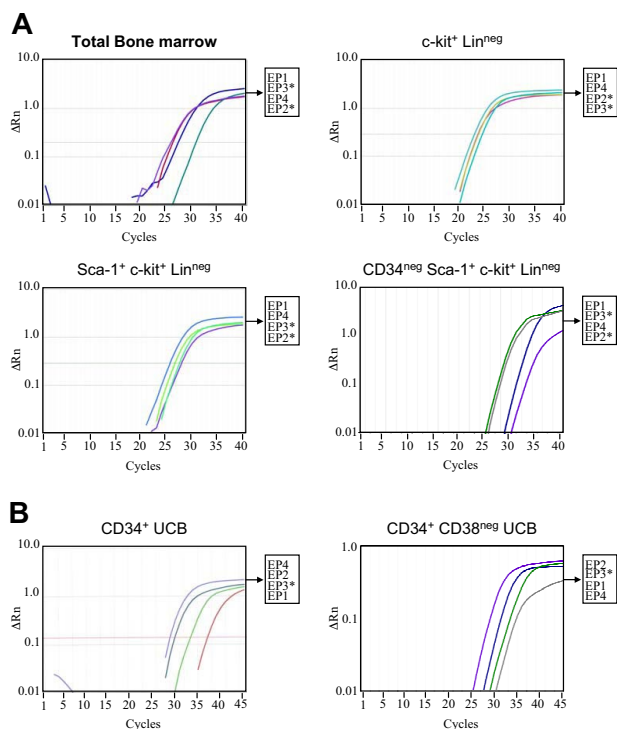 A
Total Bone marrow
10.0
1.0
0.1
0.01
ΔRn
1 5 10 15 20 25 30 35 40
Cycles
EP1
EP3*
EP4
EP2*
c-kit⁺ Linⁿᵉᵍ
10.0
1.0
0.1
0.01
ΔRn
1 5 10 15 20 25 30 35 40
Cycles
EP1
EP4
EP2*
EP3*
Sca-1⁺ c-kit⁺ Linⁿᵉᵍ
10.0
1.0
0.1
0.01
ΔRn
1 5 10 15 20 25 30 35 40
Cycles
EP1
EP4
EP3*
EP2*
CD34ⁿᵉᵍ Sca-1⁺ c-kit⁺ Linⁿᵉᵍ
10.0
1.0
0.1
0.01
ΔRn
1 5 10 15 20 25 30 35 40
Cycles
EP1
EP3*
EP4
EP2*
B
CD34⁺ UCB
10.0
1.0
0.1
0.01
ΔRn
1 5 10 15 20 25 30 35 40 45
Cycles
EP4
EP2
EP3*
EP1
CD34⁺ CD38ⁿᵉᵍ UCB
1.0
0.1
0.01
ΔRn
1 5 10 15 20 25 30 35 40 45
Cycles
EP2
EP3*
EP1
EP4